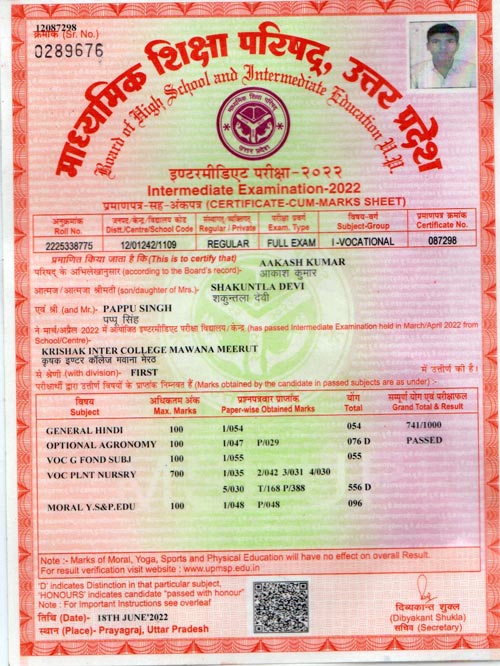 12087298
क्रमांक (Sr. No.)
0289676
माध्यमिक शिक्षा परिषद, उत्तर प्रदेश
Board of High School and Intermediate Education U.P.
इण्टरमीडिएट परीक्षा-२०२२
Intermediate Examination-2022
प्रमाणपत्र-सह-अंकपत्र (CERTIFICATE-CUM-MARKS SHEET)
अनुक्रमांक जनपद/केन्द्र/विद्यालय कोड संस्थागत/व्यक्तिगत परीक्षा प्रवर्ग विषय-वर्ग प्रमाणपत्र क्रमांक
Roll No. Distt./Centre/School Code Regular / Private Exam. Type Subject-Group Certificate No.
2225338775 12/01242/1109 REGULAR FULL EXAM I -VOCATIONAL 087298
प्रमाणित किया जाता है कि (This is to certify that) AAKASH KUMAR
परिषद के अभिलेखानुसार (according to the Board's record)- आकाश कुमार
आत्मज/आत्मजा श्रीमती (son/daughter of Mrs.)- SHAKUNTLA DEVI
शकुन्तला देवी
एवं श्री (and Mr.)- PAPPU SINGH
पप्पू सिंह
ने मार्च/अप्रैल 2022 में आयोजित इण्टरमीडिएट परीक्षा विद्यालय/केन्द्र (has passed Intermediate Examination held in March/April 2022 from
School/Centre)-
KRISHAK INTER COLLEGE MAWANA MEERUT
कृषक इण्टर कॉलेज मवाना मेरठ
से श्रेणी (with division)- FIRST में उत्तीर्ण की है।
परीक्षार्थी द्वारा उत्तीर्ण विषयों के प्राप्तांक निम्नवत हैं (Marks obtained by the candidate in passed subjects are as under) :-
विषय अधिकतम अंक प्रश्नपत्रवार प्राप्तांक योग सम्पूर्ण योग एवं परीक्षाफल
Subject Max. Marks Paper-wise Obtained Marks Total Grand Total & Result
GENERAL HINDI 100 1/054 054 741/1000
OPTIONAL AGRONOMY 100 1/047 P/029 076 D PASSED
VOC G FOND SUBJ 100 1/055 055
VOC PLNT NURSRY 700 1/035 2/042 3/031 4/030
5/030 T/168 P/388 556 D
MORAL Y.S&P.EDU 100 1/048 P/048 096
Note :- Marks of Moral, Yoga, Sports and Physical Education will have no effect on overall Result.
For result verification visit website : www.upmsp.edu.in
'D' indicates Distinction in that particular subject,
'HONOURS' indicates candidate "passed with honour"
Note : For Important Instructions see overleaf
तिथि (Date) - 18TH JUNE'2022
स्थान (Place)- Prayagraj, Uttar Pradesh
दिव्यकान्त शुक्ल
(Dibyakant Shukla)
सचिव (Secretary)